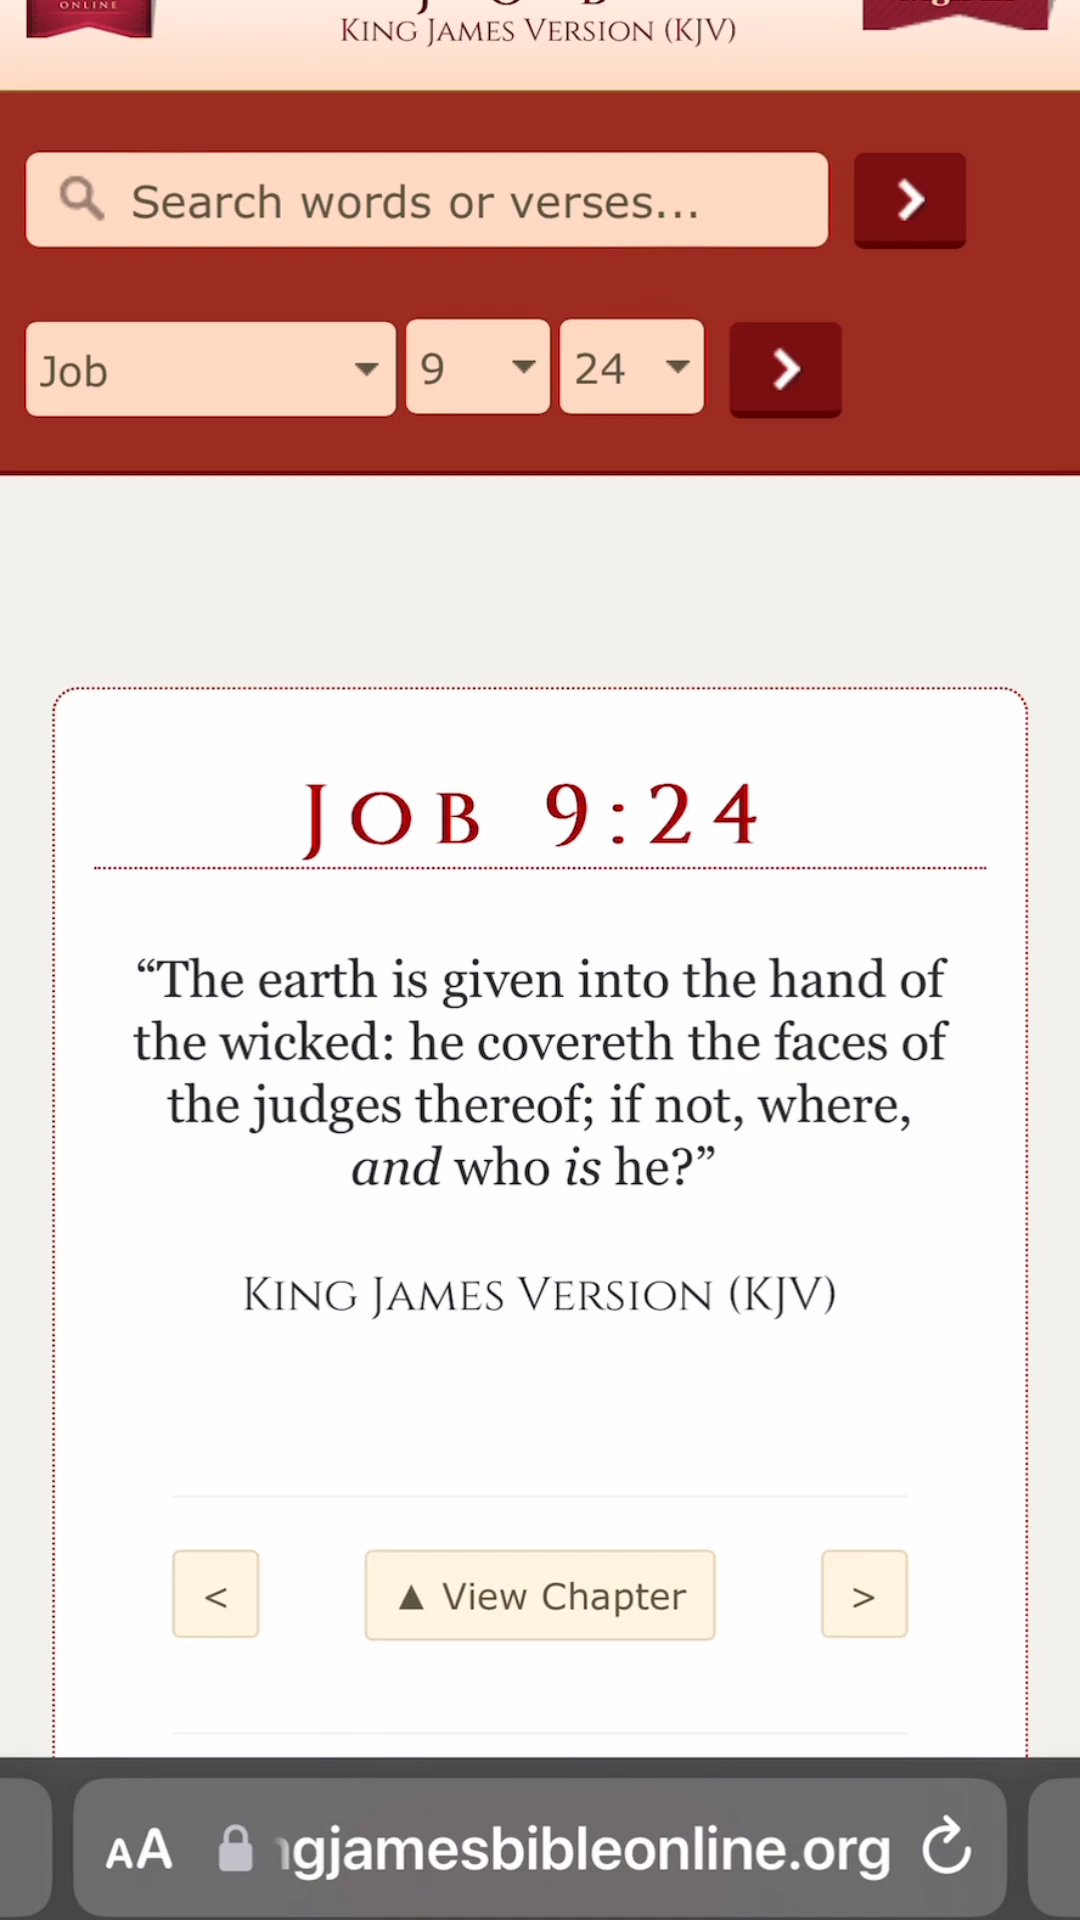 ONLINE
KING JAMES VERSION (KJV)
Search words or verses...
Job 9 24
JOB 9:24
“The earth is given into the hand of
the wicked: he covereth the faces of
the judges thereof; if not, where,
and who is he?”
KING JAMES VERSION (KJV)
< ▲ View Chapter >
AA ngjamesbibleonline.org